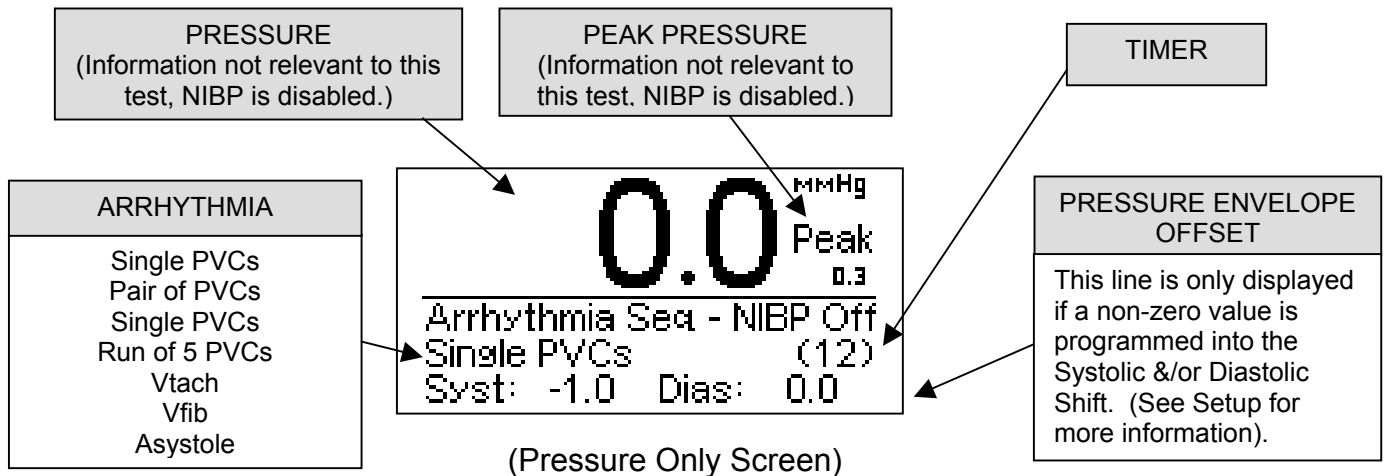 PRESSURE
(Information not relevant to this
test, NIBP is disabled.)
PEAK PRESSURE
(Information not relevant to
this test, NIBP is disabled.)
TIMER
ARRHYTHMIA
Single PVCs
Pair of PVCs
Single PVCs
Run of 5 PVCs
Vtach
Vfib
Asystole
0.0 MMHg
Peak
0.3
Arrhythmia Seq - NIBP Off
Single PVCs (12)
Syst: -1.0 Dias: 0.0
PRESSURE ENVELOPE
OFFSET
This line is only displayed
if a non-zero value is
programmed into the
Systolic &/or Diastolic
Shift. (See Setup for
more information).
(Pressure Only Screen)